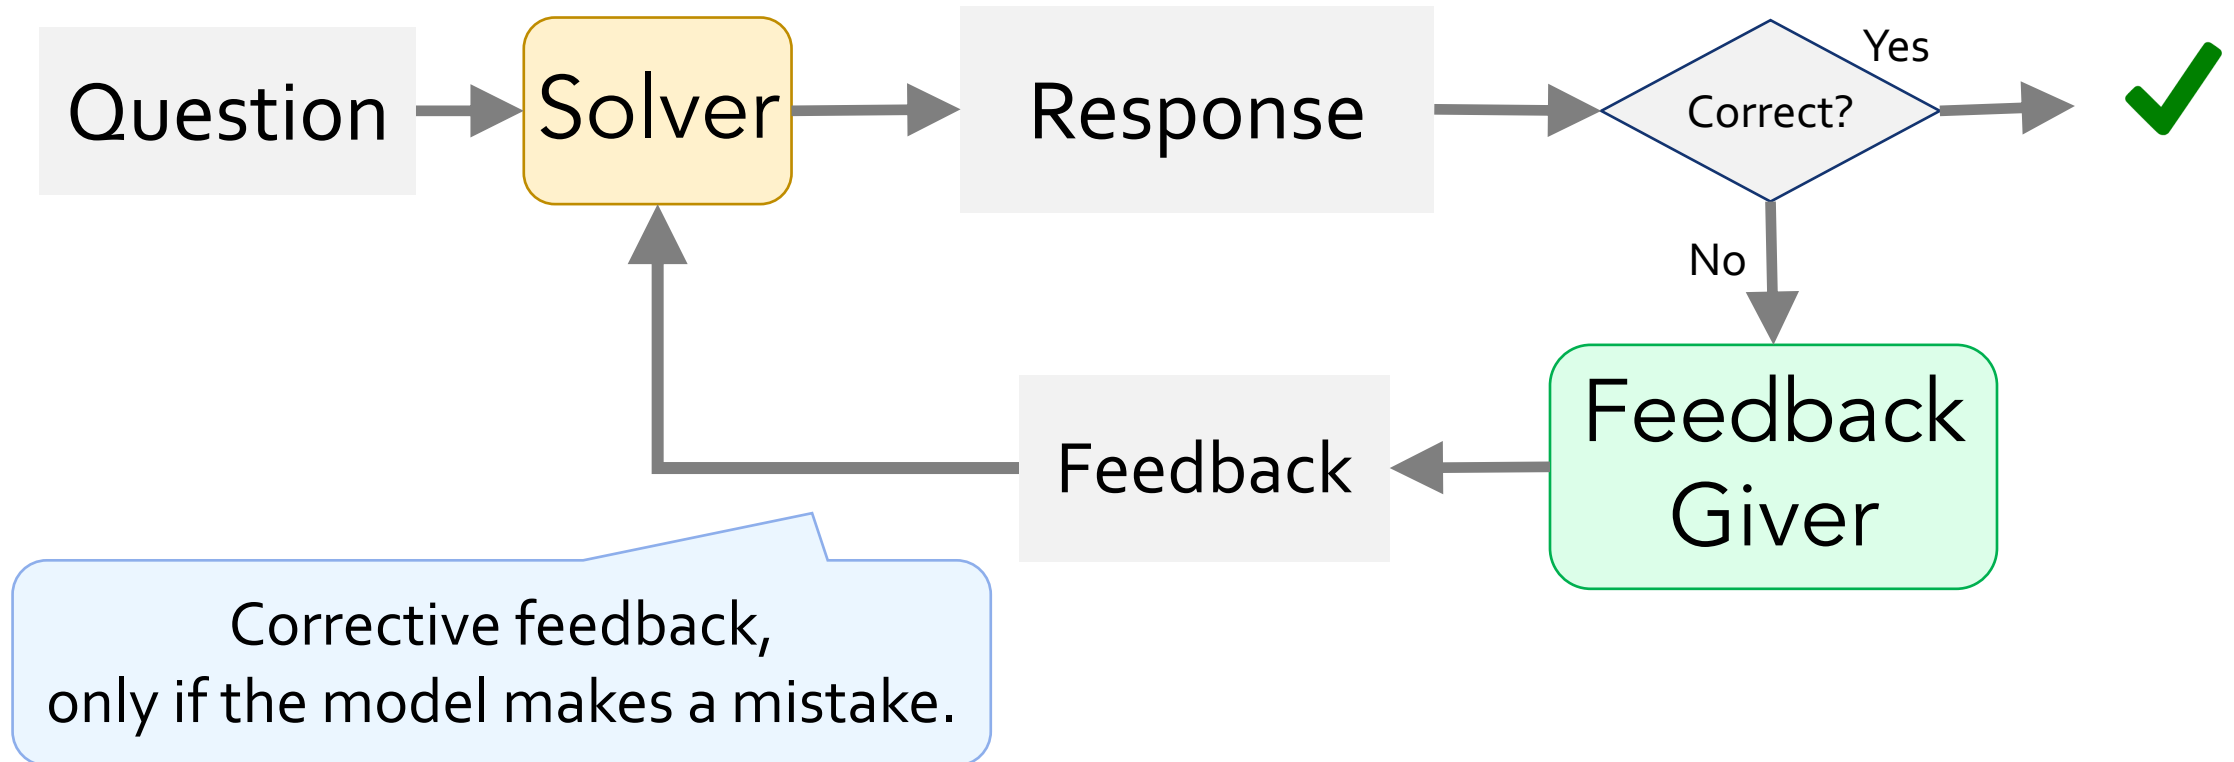 Question
Solver
Response
Correct?
Yes
No
Feedback
Giver
Feedback
Corrective feedback,
only if the model makes a mistake.